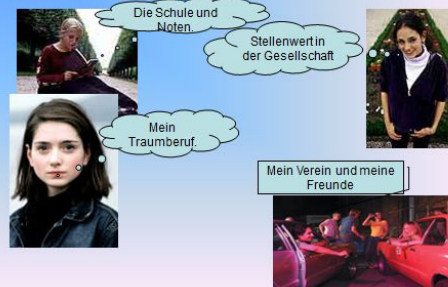 Die Schule und
Noten.
Stellenwert in
der Gesellschaft
Mein
Traumberuf.
Mein Verein und meine
Freunde